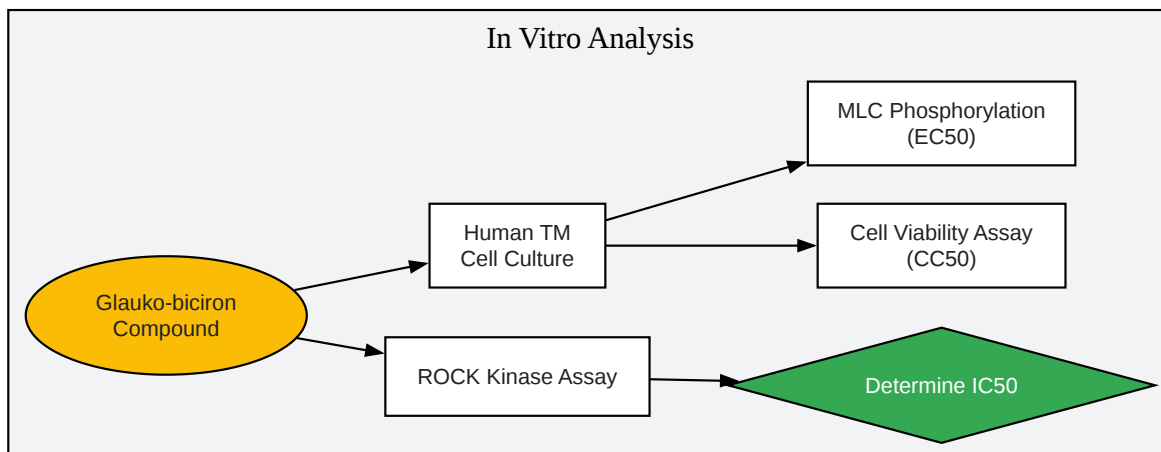 In Vitro Analysis
MLC Phosphorylation
(EC50)
Human TM
Cell Culture
Cell Viability Assay
(CC50)
Glauko-biciron
Compound
ROCK Kinase Assay
Determine IC50